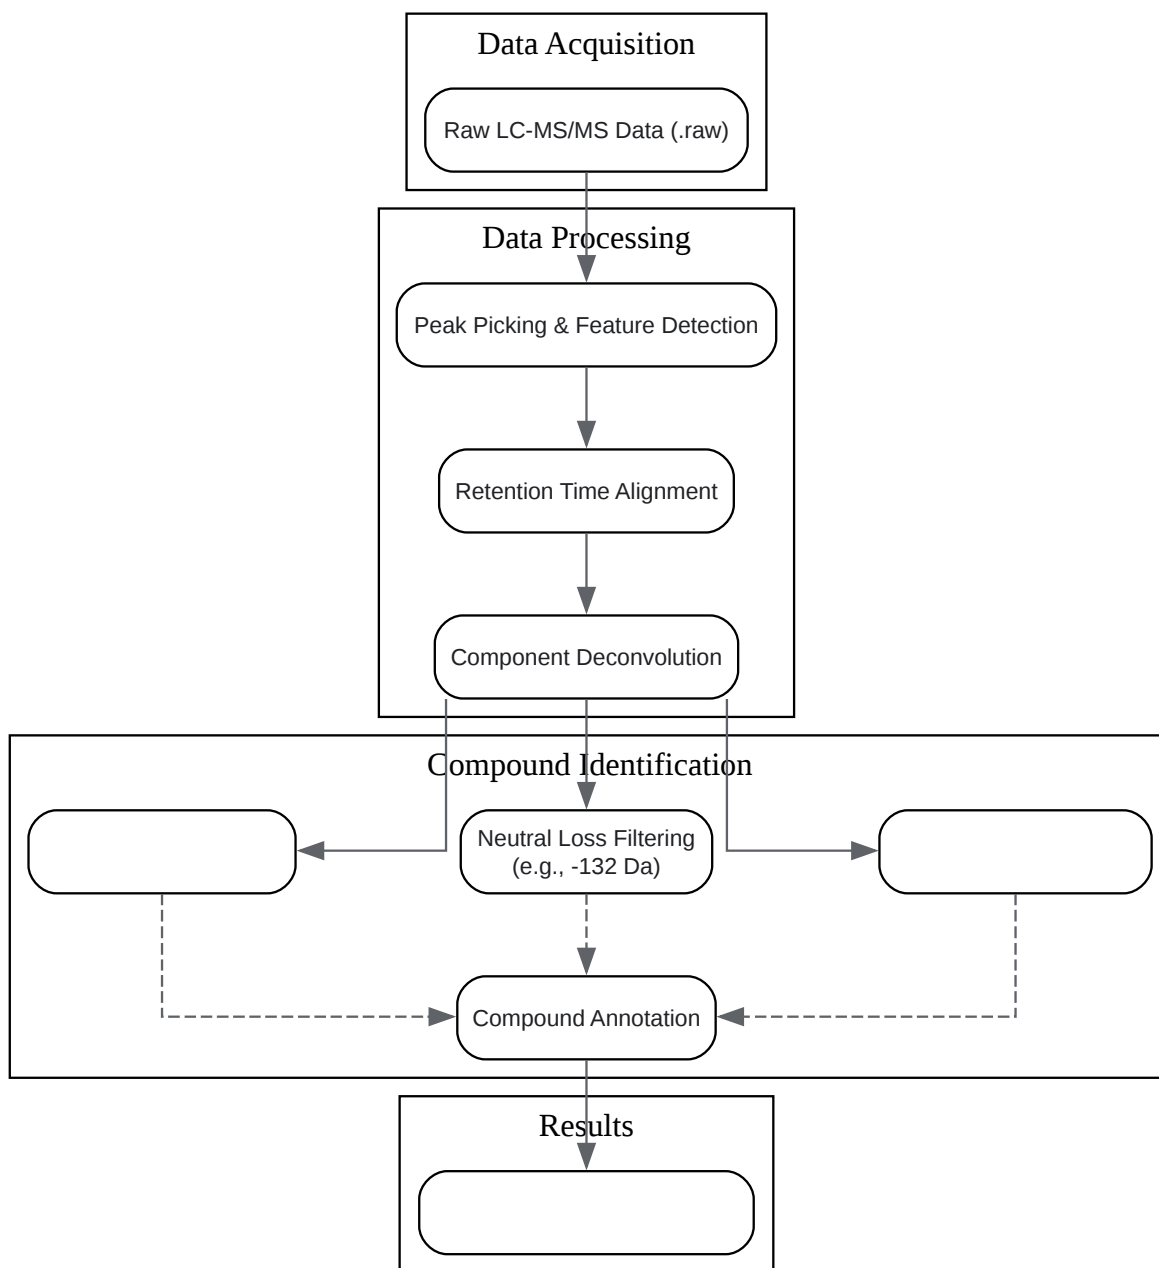 Data Acquisition
Raw LC-MS/MS Data (.raw)
Data Processing
Peak Picking & Feature Detection
Retention Time Alignment
Component Deconvolution
Compound Identification
Neutral Loss Filtering
(e.g., -132 Da)
Compound Annotation
Results